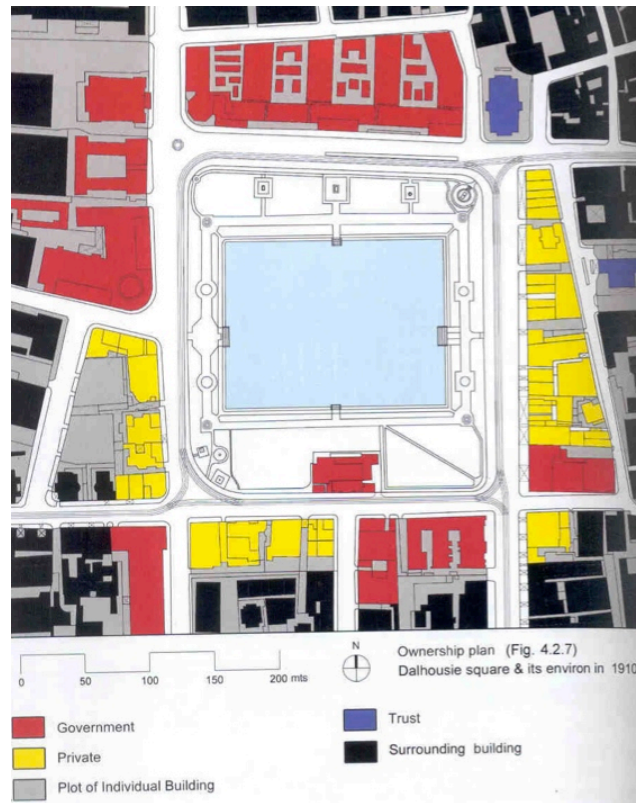 N
Ownership plan (Fig. 4.2.7)
Dalhousie square & its environ in 1910
0 50 100 150 200 mts
Government
Private
Plot of Individual Building
Trust
Surrounding building